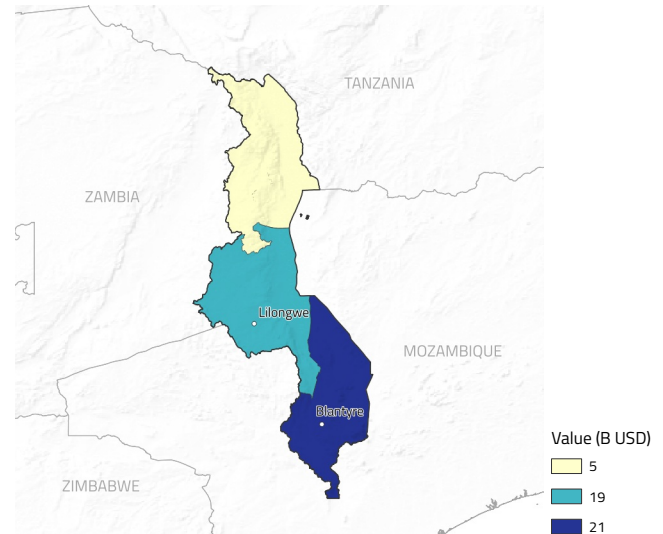 TANZANIA
ZAMBIA
Lilongwe
MOZAMBIQUE
Blantyre
ZIMBABWE
Value (B USD)
5
19
21